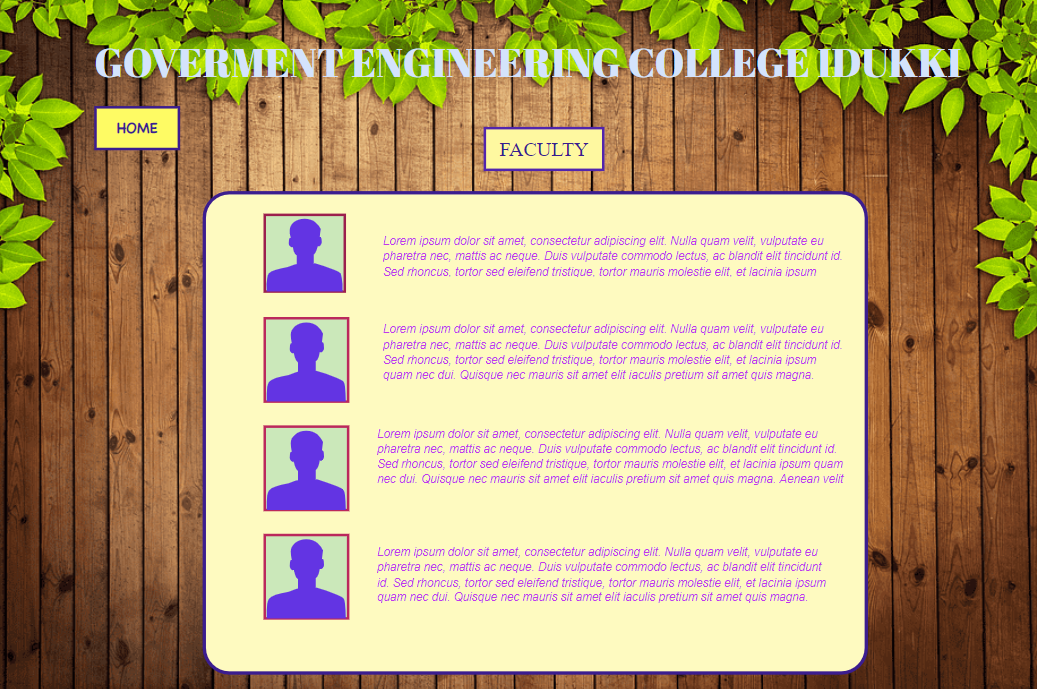 GOVERMENT ENGINEERING COLLEGE IDUKKI
HOME
FACULTY
Lorem ipsum dolor sit amet, consectetur adipiscing elit. Nulla quam velit, vulputate eu
pharetra nec, mattis ac neque. Duis vulputate commodo lectus, ac blandit elit tincidunt id.
Sed rhoncus, tortor sed eleifend tristique, tortor mauris molestie elit, et lacinia ipsum
Lorem ipsum dolor sit amet, consectetur adipiscing elit. Nulla quam velit, vulputate eu
pharetra nec, mattis ac neque. Duis vulputate commodo lectus, ac blandit elit tincidunt id.
Sed rhoncus, tortor sed eleifend tristique, tortor mauris molestie elit, et lacinia ipsum
quam nec dui. Quisque nec mauris sit amet elit iaculis pretium sit amet quis magna.
Lorem ipsum dolor sit amet, consectetur adipiscing elit. Nulla quam velit, vulputate eu
pharetra nec, mattis ac neque. Duis vulputate commodo lectus, ac blandit elit tincidunt id.
Sed rhoncus, tortor sed eleifend tristique, tortor mauris molestie elit, et lacinia ipsum quam
nec dui. Quisque nec mauris sit amet elit iaculis pretium sit amet quis magna. Aenean velit
Lorem ipsum dolor sit amet, consectetur adipiscing elit. Nulla quam velit, vulputate eu
pharetra nec, mattis ac neque. Duis vulputate commodo lectus, ac blandit elit tincidunt
id. Sed rhoncus, tortor sed eleifend tristique, tortor mauris molestie elit, et lacinia ipsum
quam nec dui. Quisque nec mauris sit amet elit iaculis pretium sit amet quis magna.